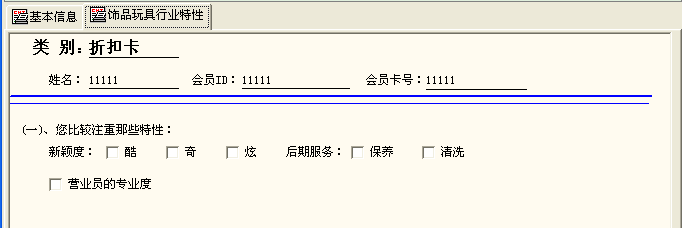 基本信息 饰品玩具行业特性
类 别：折扣卡
姓名： 11111 会员ID：11111 会员卡号：11111
(一)、您比较注重那些特性：
新颖度： 酷 奇 炫 后期服务： 保养 清洗
营业员的专业度